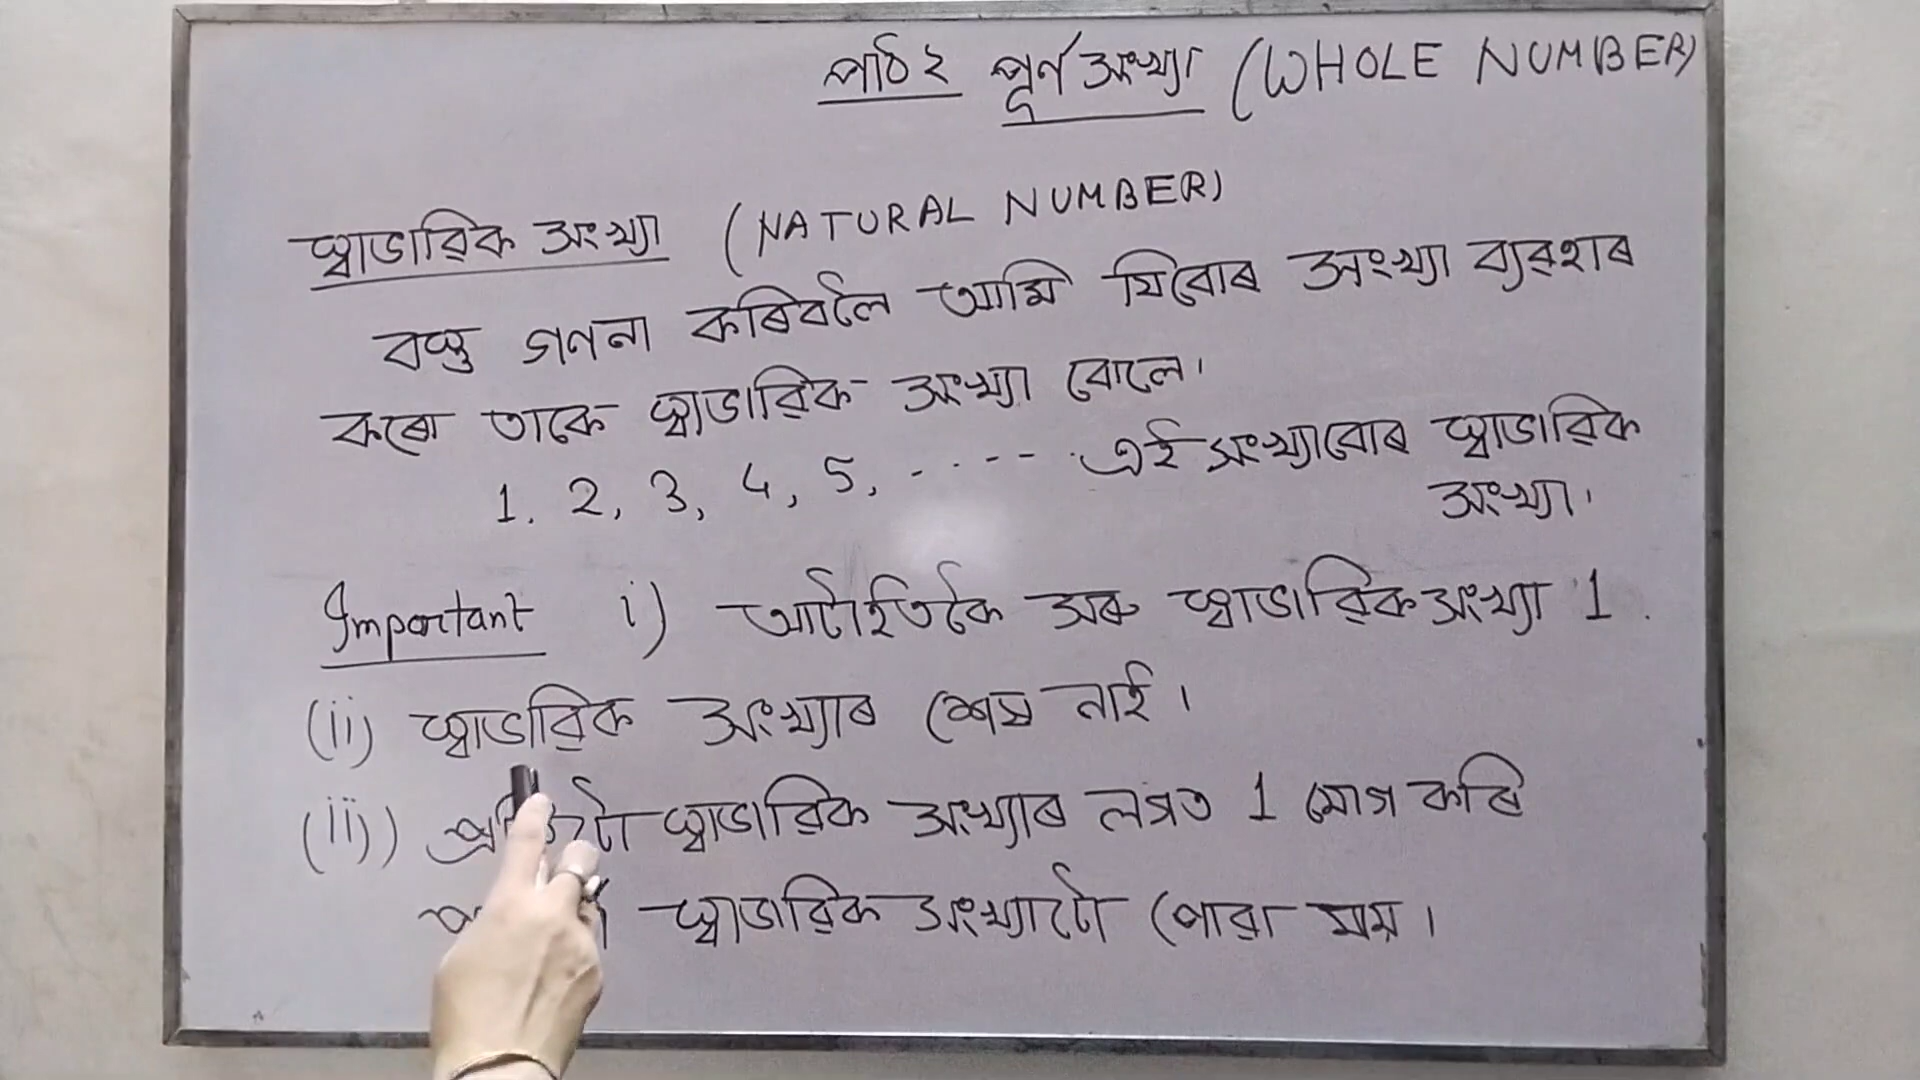 পাঠ ২ পূৰ্ণ সংখ্যা (WHOLE NUMBER)
স্বাভাৱিক সংখ্যা (NATURAL NUMBER)
বস্তু গণনা কৰিবলৈ আমি যিবোৰ সংখ্যা ব্যৱহাৰ
কৰো তাকে স্বাভাৱিক সংখ্যা বোলে।
1. 2, 3, 4, 5, ..... এই সংখ্যাবোৰ স্বাভাৱিক
সংখ্যা।
Important i) আটাইতকৈ সৰু স্বাভাৱিক সংখ্যা 1.
(ii) স্বাভাৱিক সংখ্যাৰ শেষ নাই।
(iii) স্বাভাৱিক সংখ্যাৰ লগত 1 যোগ কৰি
স্বাভাৱিক সংখ্যাটো পোৱা যায়।